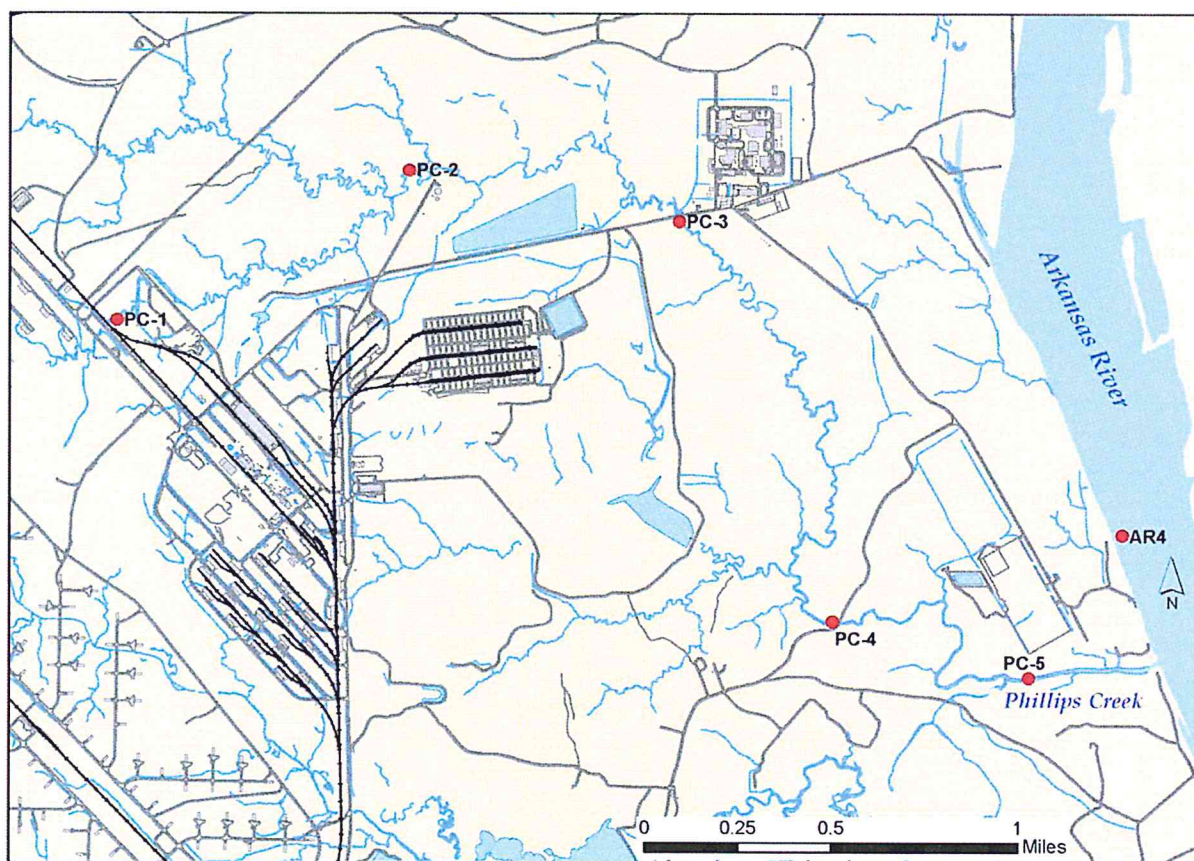 PC-2
PC-3
Arkansas River
PC-1
AR4
N
PC-4
PC-5
Phillips Creek
0 0.25 0.5 1
Miles